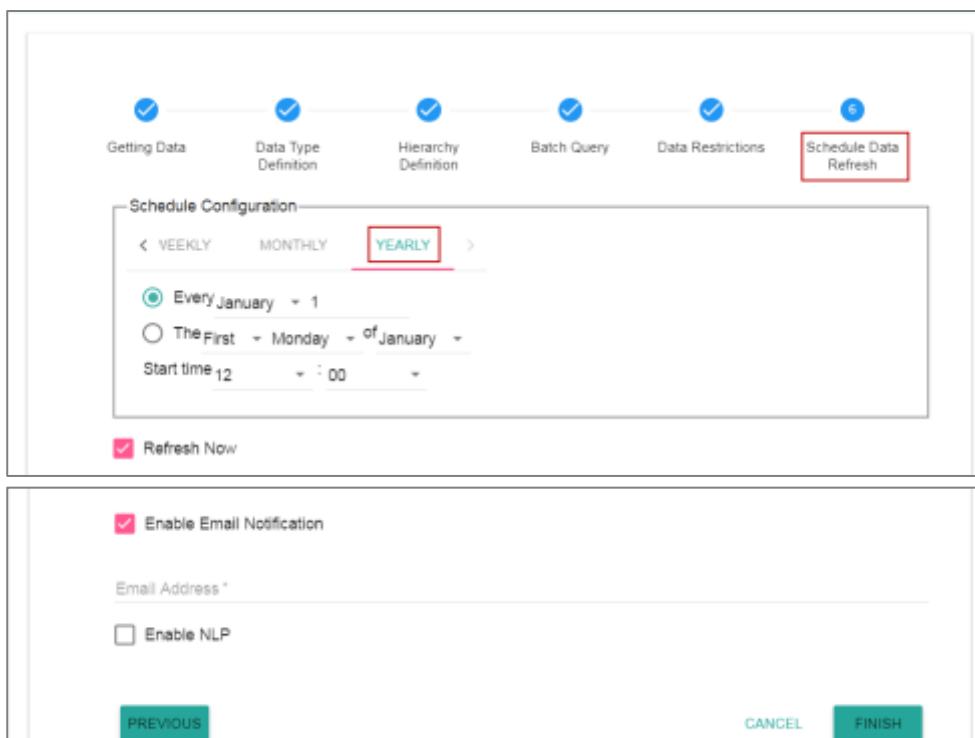 6
Getting Data
Data Type Definition
Hierarchy Definition
Batch Query
Data Restrictions
Schedule Data Refresh
Schedule Configuration
WEEKLY MONTHLY YEARLY
Every January 1
The First Monday of January
Start time 12 : 00
Refresh Now
Enable Email Notification
Email Address *
Enable NLP
PREVIOUS CANCEL FINISH